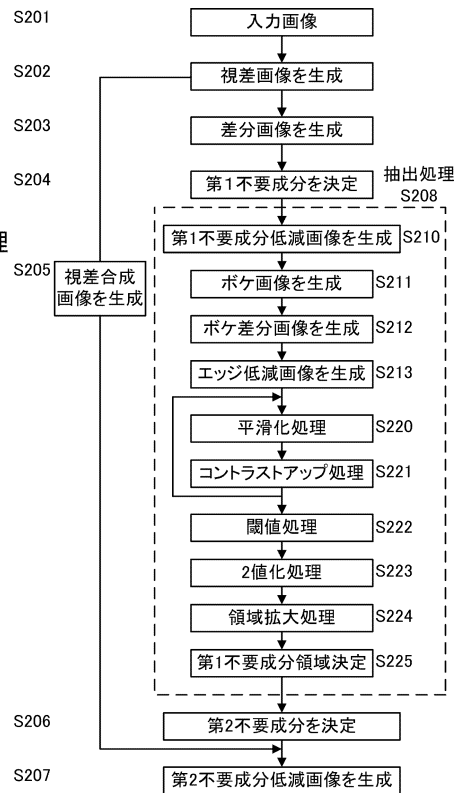 S201
入力画像
S202
視差画像を生成
S203
差分画像を生成
S204
第1不要成分を決定
抽出処理
S208
第1不要成分低減画像を生成
S210
理
S205
視差合成
画像を生成
ボケ画像を生成
S211
ボケ差分画像を生成
S212
エッジ低減画像を生成
S213
平滑化処理
S220
コントラストアップ処理
S221
閾値処理
S222
2値化処理
S223
領域拡大処理
S224
第1不要成分領域決定
S225
S206
第2不要成分を決定
S207
第2不要成分低減画像を生成